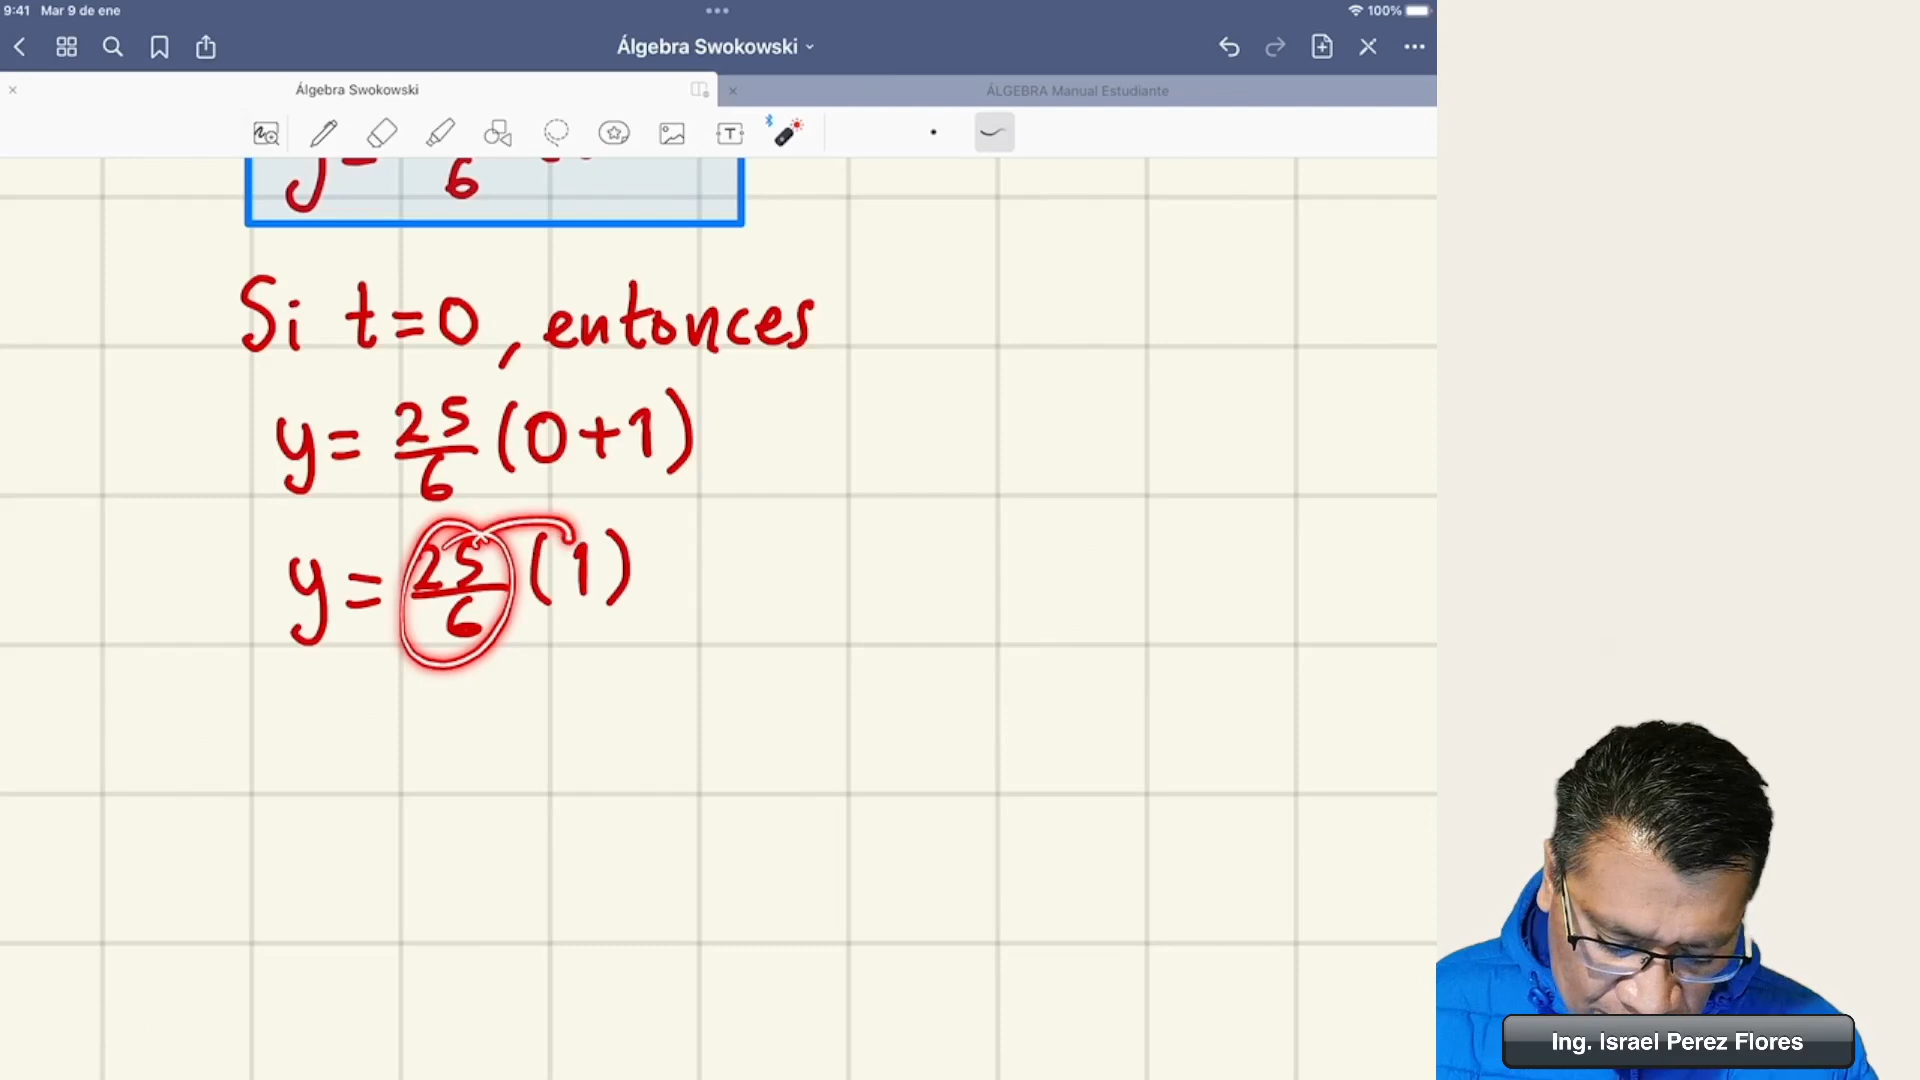 9:41 Mar 9 de ene
100%
Álgebra Swokowski
Álgebra Swokowski
ÁLGEBRA Manual Estudiante
T
y = 6
Si t=0, entonces
y = 25/6 (0+1)
y = 25/6 (1)
Ing. Israel Perez Flores